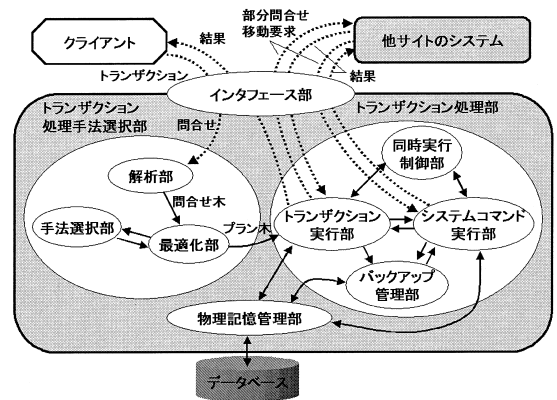 部分問合せ
移動要求
クライアント
結果
他サイトのシステム
トランザクション
結果
インタフェース部
トランザクション
処理手法選択部
トランザクション処理部
問合せ
同時実行
制御部
解析部
問合せ木
トランザクション
実行部
システムコマンド
実行部
手法選択部
最適化部
プラン木
バックアップ
管理部
物理記憶管理部
データベース